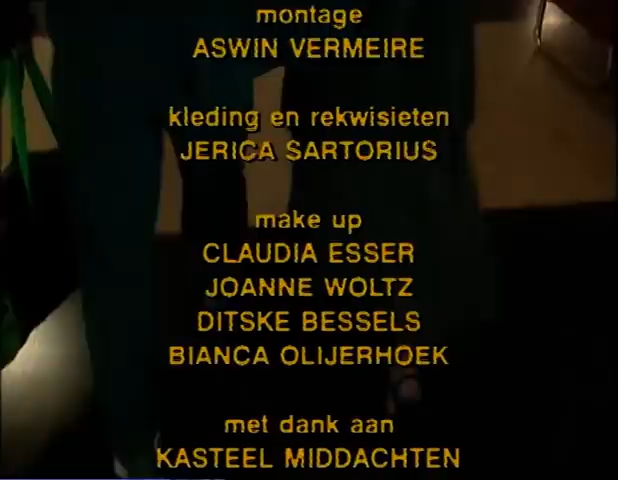 montage
ASWIN VERMEIRE
kleding en rekwisieten
JERICA SARTORIUS
make up
CLAUDIA ESSER
JOANNE WOLTZ
DITSKE BESSELS
BIANCA OLIJERHOEK
met dank aan
KASTEEL MIDDACHTEN